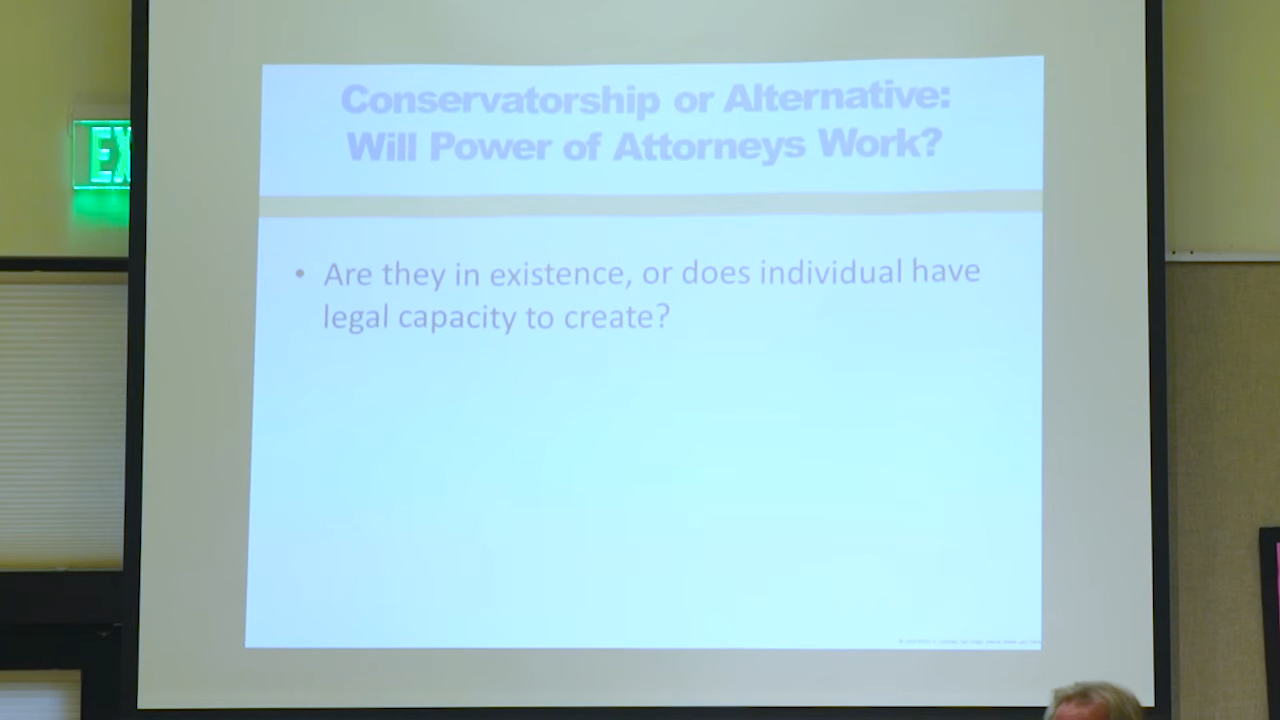 EX
Conservatorship or Alternative:
Will Power of Attorneys Work?
• Are they in existence, or does individual have
legal capacity to create?